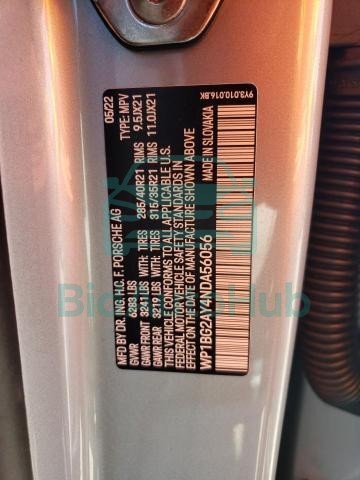 9Y3.010.016.BK
MFD BY DR. ING. H.C. F. PORSCHE AG 05/22
GVWR 6283 LBS TYPE: MPV
GAWR FRONT 3241 LBS WITH: TIRES 285/40R21 RIMS 9.5JX21
GAWR REAR 3219 LBS WITH: TIRES 315/35R21 RIMS 11.0JX21
THIS VEHICLE CONFORMS TO ALL APPLICABLE U.S.
FEDERAL MOTOR VEHICLE SAFETY STANDARDS IN
EFFECT ON THE DATE OF MANUFACTURE SHOWN ABOVE
WP1BG2AY4NDA56056 MADE IN SLOVAKIA